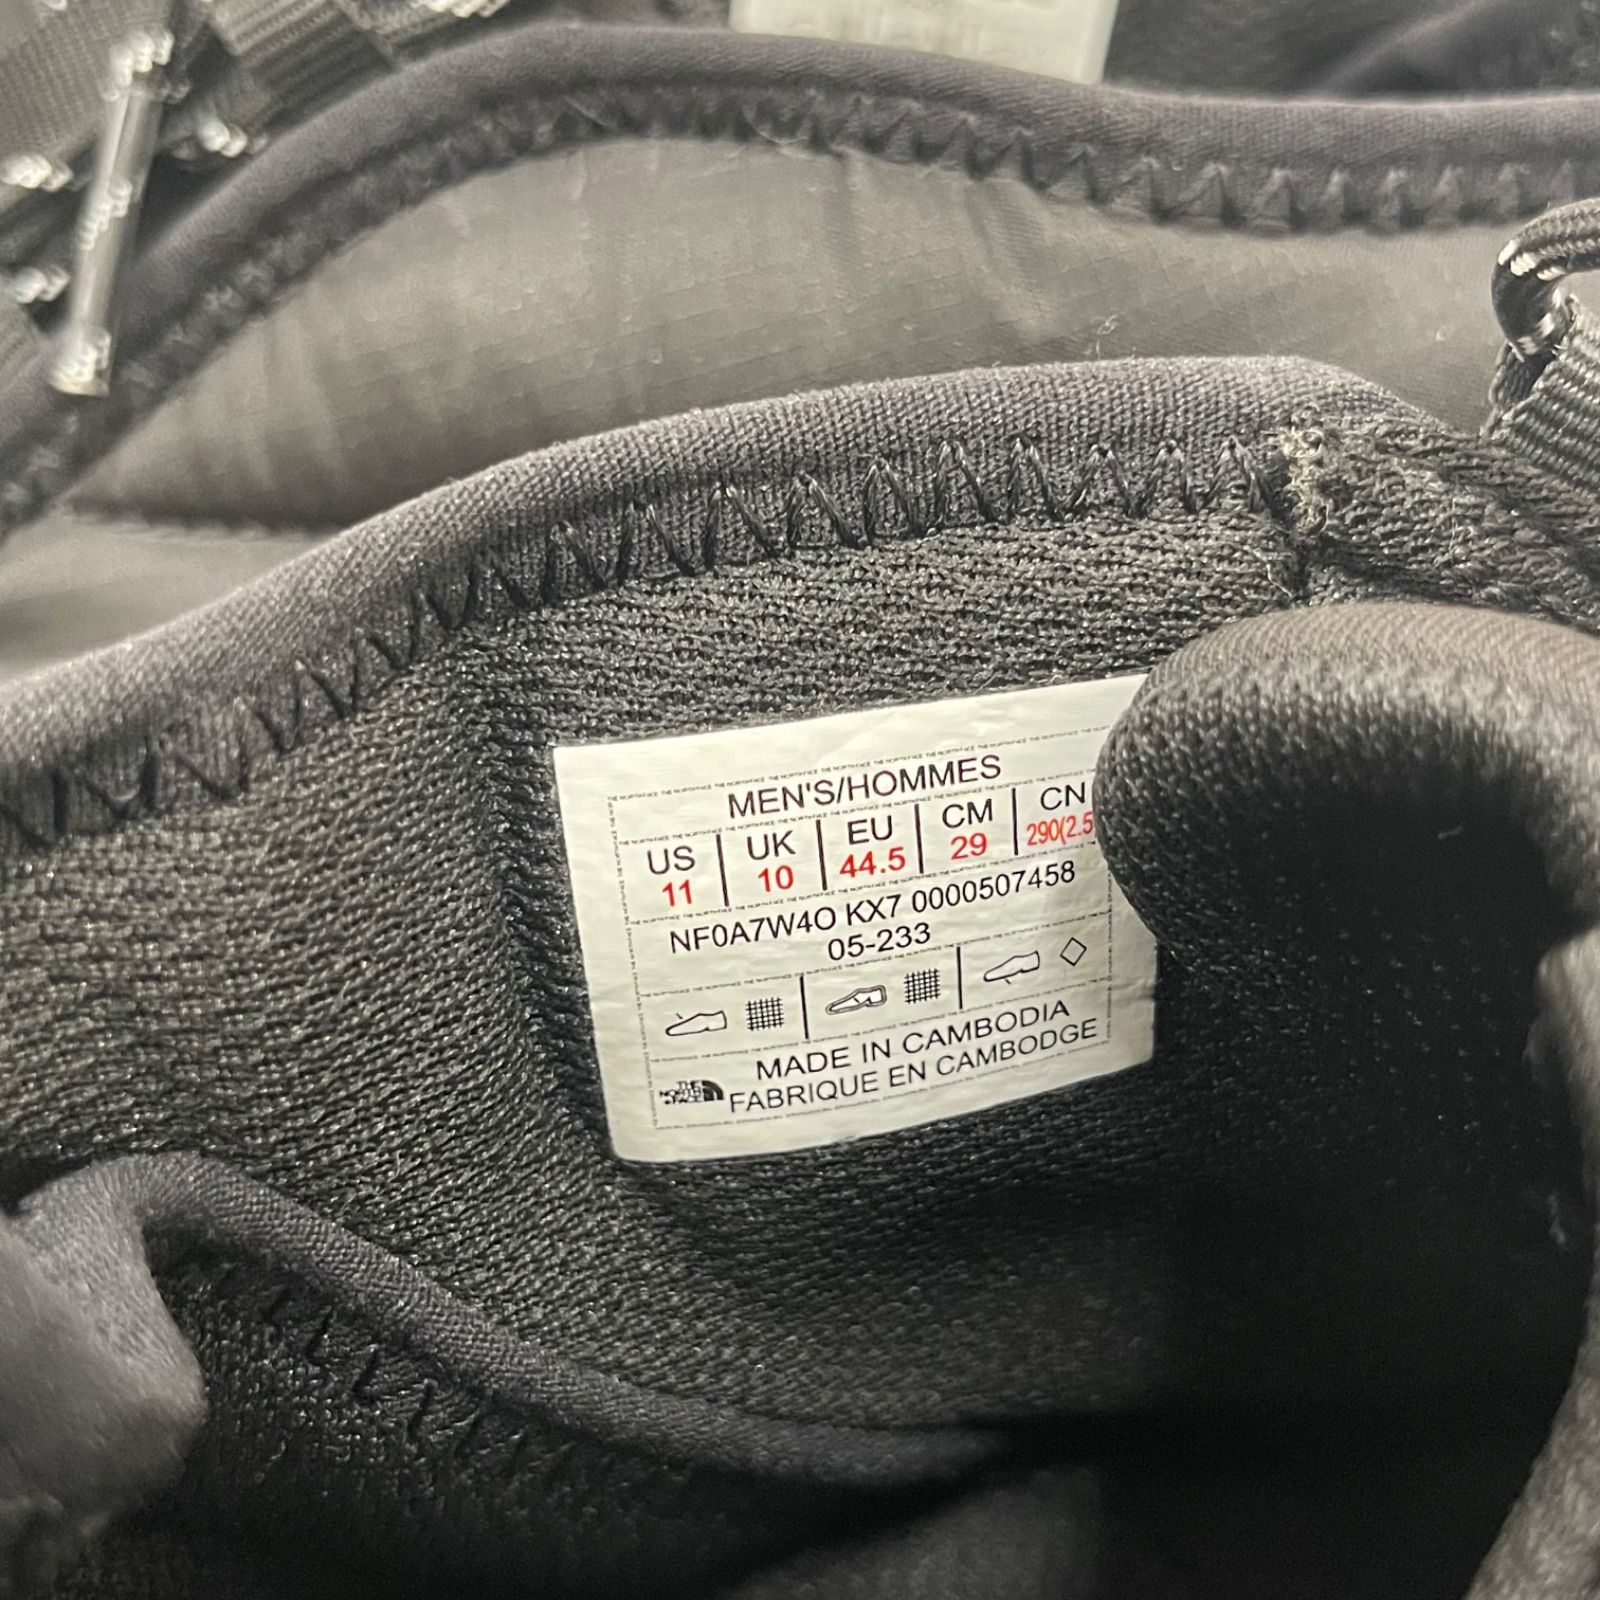 MEN'S/HOMMES
US UK EU CM CN
11 10 44.5 29 290(2.5
NF0A7W4O KX7 0000507458
05-233
MADE IN CAMBODIA
FABRIQUE EN CAMBODGE
THE
NORTH
FACE